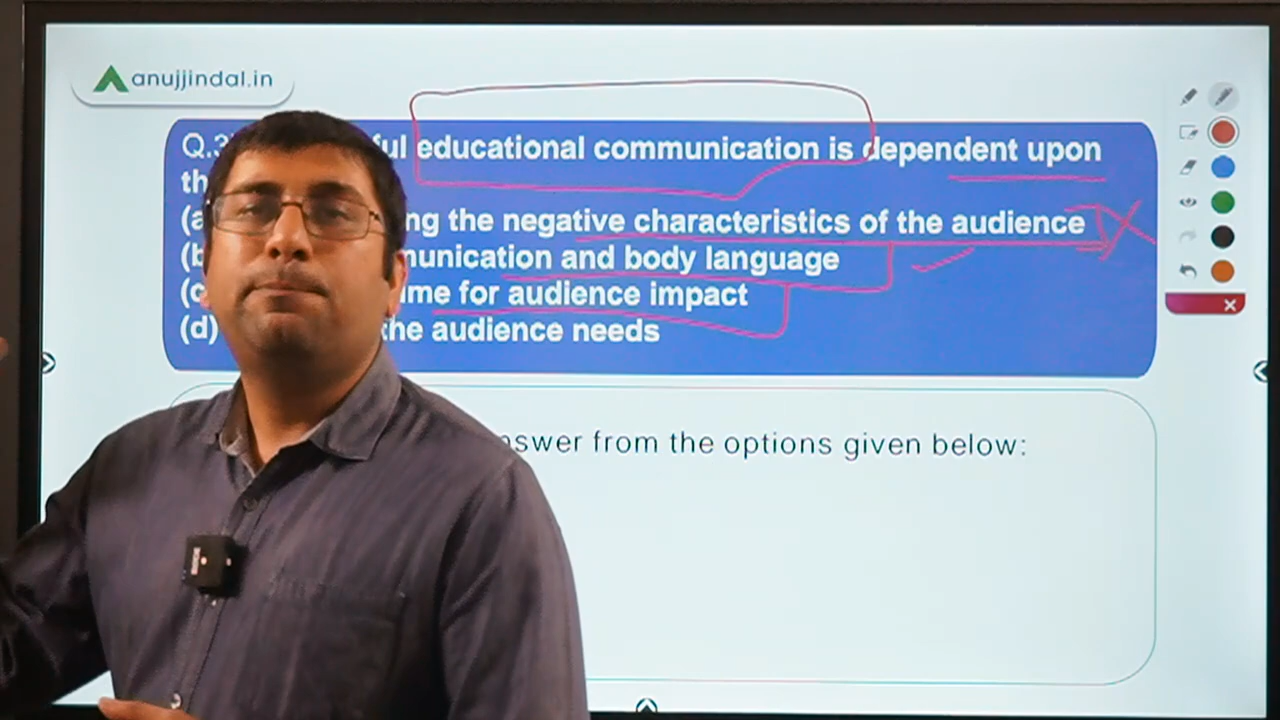 anujjindal.in
Q.3 ful educational communication is dependent upon
th
(a ng the negative characteristics of the audience
(b munication and body language
(c me for audience impact
(d) the audience needs
nswer from the options given below: